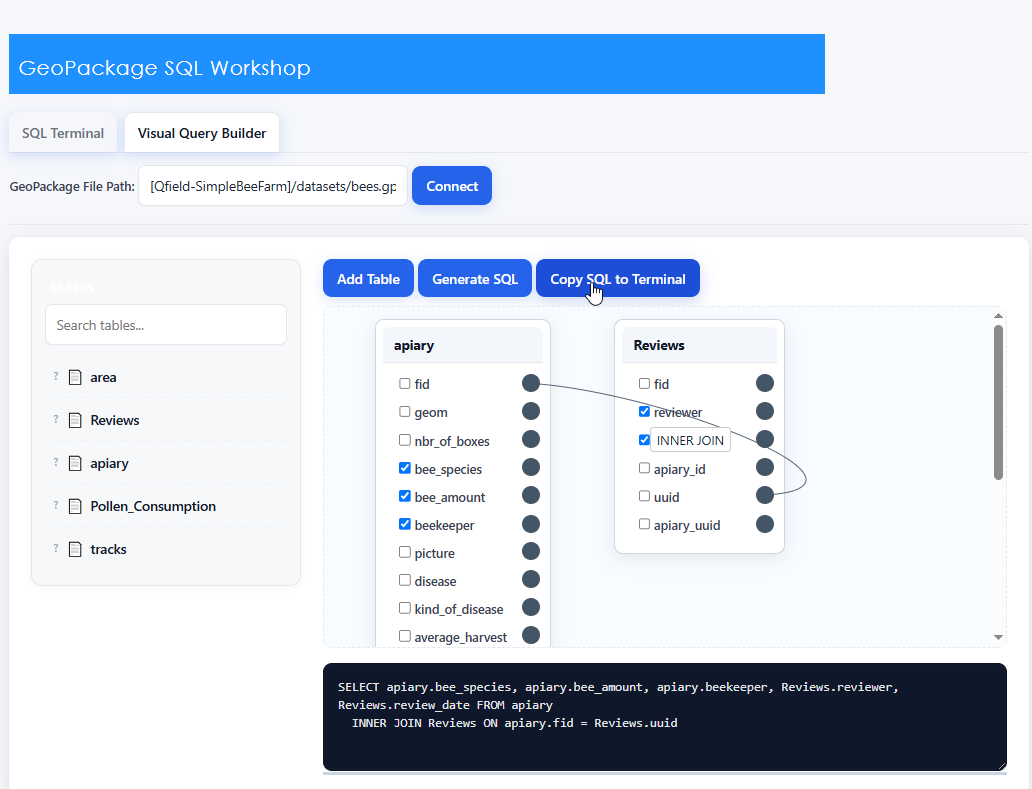 GeoPackage SQL Workshop
SQL Terminal
Visual Query Builder
GeoPackage File Path:
[Qfield-SimpleBeeFarm]/datasets/bees.gp
Connect
TABLES
Search tables...
? area
? Reviews
? apiary
? Pollen_Consumption
? tracks
Add Table
Generate SQL
Copy SQL to Terminal
apiary
fid
geom
nbr_of_boxes
bee_species
bee_amount
beekeeper
picture
disease
kind_of_disease
average_harvest
Reviews
fid
reviewer
INNER JOIN
apiary_id
uuid
apiary_uuid
SELECT apiary.bee_species, apiary.bee_amount, apiary.beekeeper, Reviews.reviewer,
Reviews.review_date FROM apiary
INNER JOIN Reviews ON apiary.fid = Reviews.uuid